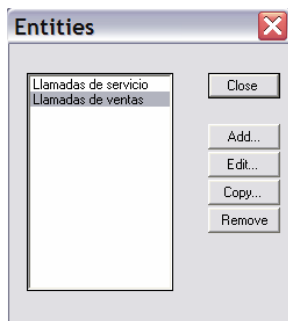 Entities
Llamadas de servicio
Llamadas de ventas
Close
Add...
Edit...
Copy...
Remove